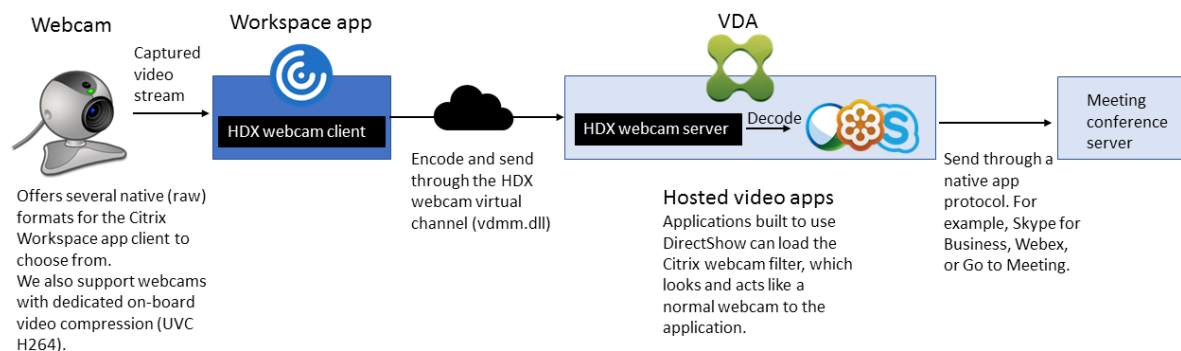 Webcam
Captured
video
stream
Offers several native (raw)
formats for the Citrix
Workspace app client to
choose from.
We also support webcams
with dedicated on-board
video compression (UVC
H264).
Workspace app
HDX webcam client
Encode and send
through the HDX
webcam virtual
channel (vdmm.dll)
VDA
HDX webcam server
Decode
S
Hosted video apps
Applications built to use
DirectShow can load the
Citrix webcam filter, which
looks and acts like a
normal webcam to the
application.
Send through a
native app
protocol. For
example, Skype for
Business, Webex,
or Go to Meeting.
Meeting
conference
server